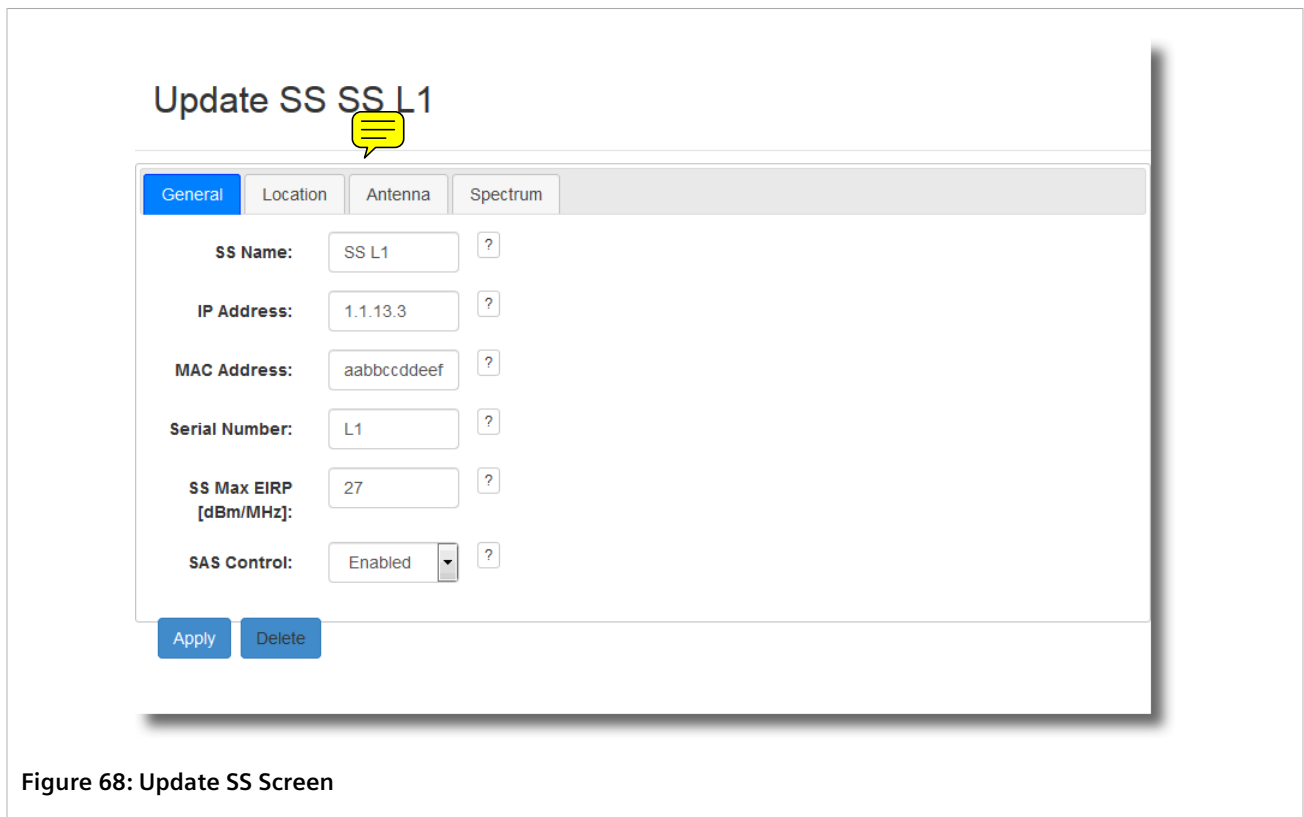 Update SS SS L1
General Location Antenna Spectrum
SS Name: SS L1 ?
IP Address: 1.1.13.3 ?
MAC Address: aabbccddeef ?
Serial Number: L1 ?
SS Max EIRP 27 ?
[dBm/MHz]:
SAS Control: Enabled ?
Apply Delete
Figure 68: Update SS Screen